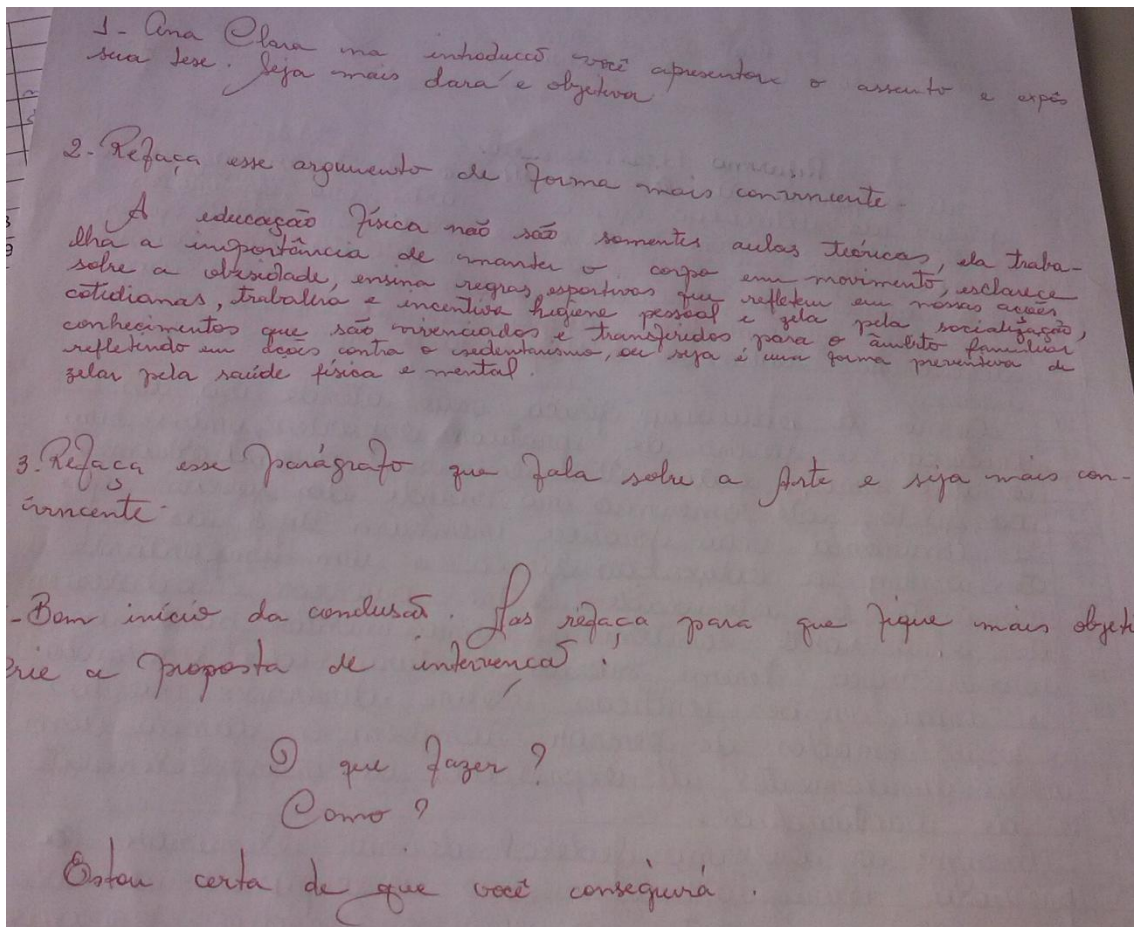 1- Ana Clara na introduccõ você apresentou o assunto e expôs
sua tese. Seja mais clara e objetiva
2- Refaça esse argumento de forma mais convincente.
A educação física não são somentes aulas teóricas, ela traba-
lha a importância de manter o corpo em movimento, esclarece
sobre a obesidade, ensina regras esportivas que refletem em nossas ações
cotidianas, trabalha e incentiva higiene pessoal e zela pela socialização,
conhecimentos que são vivenciados e transferidos para o âmbito familiar
refletindo em ações contra o sedentarismo, ou seja é uma forma preventiva de
zelar pela saúde física e mental.
3. Refaça esse parágrafo que fala sobre a Arte e seja mais con-
vincente.
- Bom início da conclusã. Mas refaça para que fique mais objeti
rie a proposta de intervençã.
O que fazer?
Como?
Estou certa de que você conseguirá.